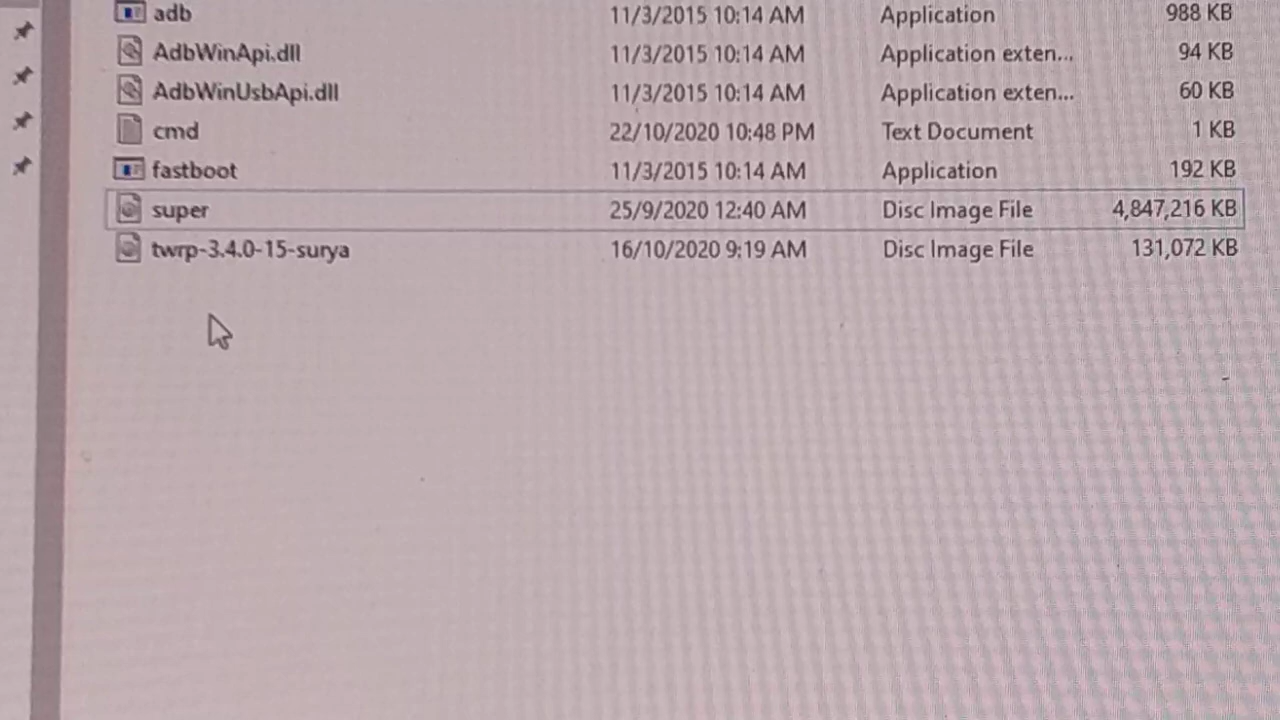 adb 11/3/2015 10:14 AM Application 988 KB
AdbWinApi.dll 11/3/2015 10:14 AM Application exten... 94 KB
AdbWinUsbApi.dll 11/3/2015 10:14 AM Application exten... 60 KB
cmd 22/10/2020 10:48 PM Text Document 1 KB
fastboot 11/3/2015 10:14 AM Application 192 KB
super 25/9/2020 12:40 AM Disc Image File 4,847,216 KB
twrp-3.4.0-15-surya 16/10/2020 9:19 AM Disc Image File 131,072 KB